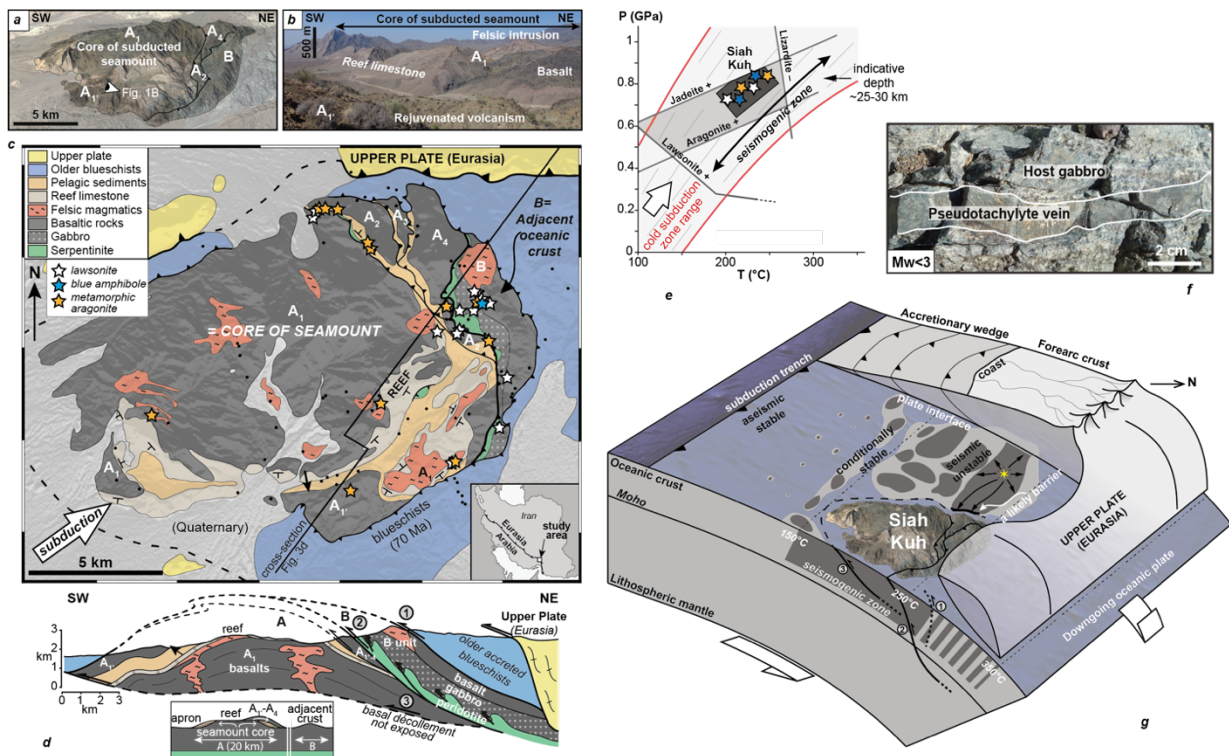 a
SW
NE
A1
Core of subducted
seamount
A4
B
A2
A1'
Fig. 1B
5 km
b
SW
Core of subducted seamount
NE
500 m
Felsic intrusion
Reef limestone
A1
Basalt
A1'
Rejuvenated volcanism
c
Upper plate
Older blueschists
Pelagic sediments
Reef limestone
Felsic magmatics
Basaltic rocks
Gabbro
Serpentinite
lawsonite
blue amphibole
metamorphic
aragonite
N
UPPER PLATE (Eurasia)
B=
Adjacent
oceanic
crust
A2
A4
B
A1
= CORE OF SEAMOUNT
REEF
A1
A1'
subduction
(Quaternary)
cross-section
Fig. 3d
blueschists
(70 Ma)
5 km
Iran
Eurasia
Arabia
study
area
SW
NE
3
2
1
0
km
0 1 2 3
km
A1'
reef
A
A1
basalts
B
2
1
B unit
Upper Plate
(Eurasia)
older accreted
blueschists
basalt
gabbro
peridotite
3
basal décollement
not exposed
apron
reef
A1'-A4
adjacent
crust
seamount core
A (20 km)
B
d
P (GPa)
1
0.8
0.6
0.4
0.2
0
100
200
300
T (°C)
Siah
Kuh
Lizardite –
Jadeite +
Aragonite +
Lawsonite +
seismogenic zone
indicative
depth
~25-30 km
cold subduction
zone range
e
Host gabbro
Pseudotachylyte vein
Mw<3
2 cm
f
Accretionary wedge
Forearc crust
coast
N
subduction trench
aseismic
stable
plate interface
conditionally
stable
seismic
unstable
a likely barrier
Oceanic crust
Moho
Siah
Kuh
UPPER PLATE
(EURASIA)
150°C
seismogenic zone
250°C
350°C
3
2
1
Lithospheric mantle
Downgoing oceanic plate
g